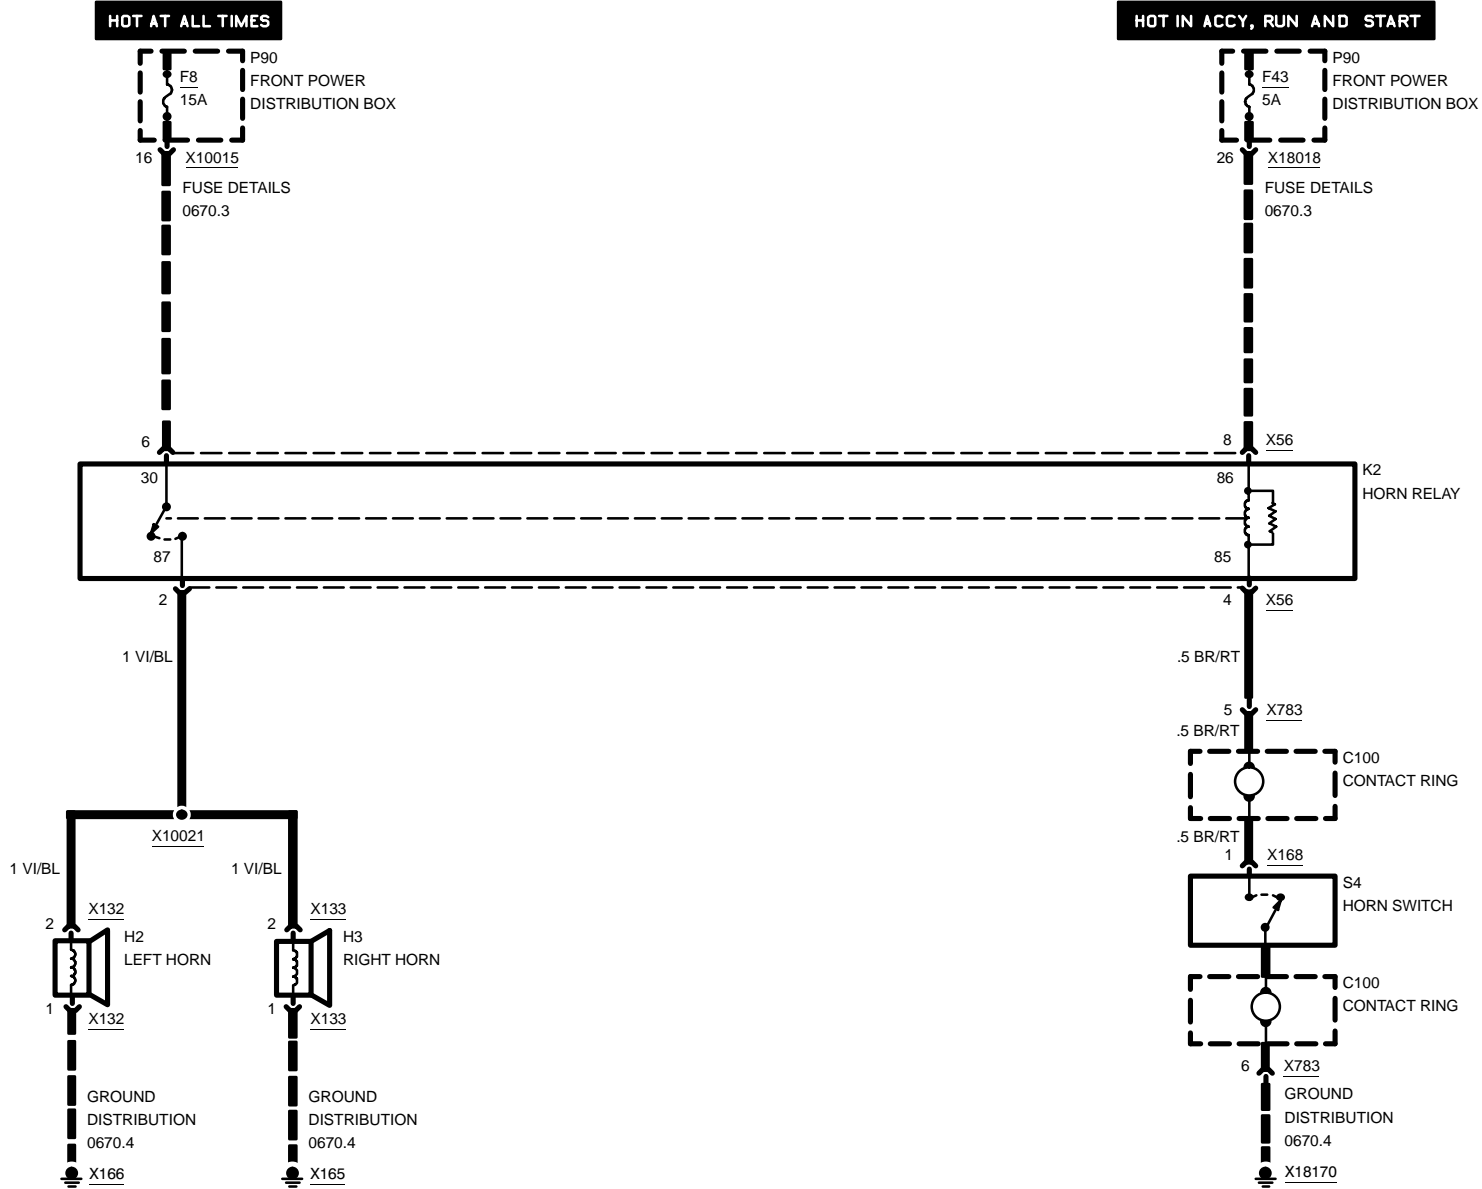 HOT AT ALL TIMES
HOT IN ACCY, RUN AND START
P90
FRONT POWER
DISTRIBUTION BOX
F8
15A
16
X10015
FUSE DETAILS
0670.3
P90
FRONT POWER
DISTRIBUTION BOX
F43
5A
26
X18018
FUSE DETAILS
0670.3
6
8
X56
30
86
K2
HORN RELAY
87
85
2
4
X56
1 VI/BL
.5 BR/RT
5
X783
.5 BR/RT
C100
CONTACT RING
X10021
.5 BR/RT
1
X168
1 VI/BL
1 VI/BL
S4
HORN SWITCH
2
X132
H2
LEFT HORN
2
X133
H3
RIGHT HORN
1
X132
1
X133
C100
CONTACT RING
6
X783
GROUND
DISTRIBUTION
0670.4
GROUND
DISTRIBUTION
0670.4
GROUND
DISTRIBUTION
0670.4
X166
X165
X18170